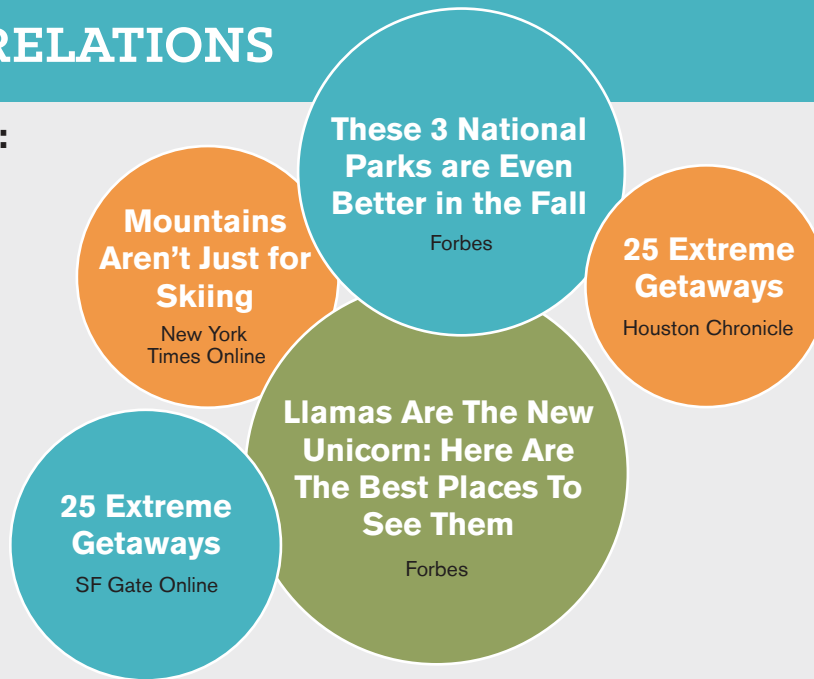 RELATIONS
:
These 3 National
Parks are Even
Better in the Fall
Forbes
Mountains
Aren't Just for
Skiing
New York
Times Online
25 Extreme
Getaways
Houston Chronicle
Llamas Are The New
Unicorn: Here Are
The Best Places To
See Them
Forbes
25 Extreme
Getaways
SF Gate Online